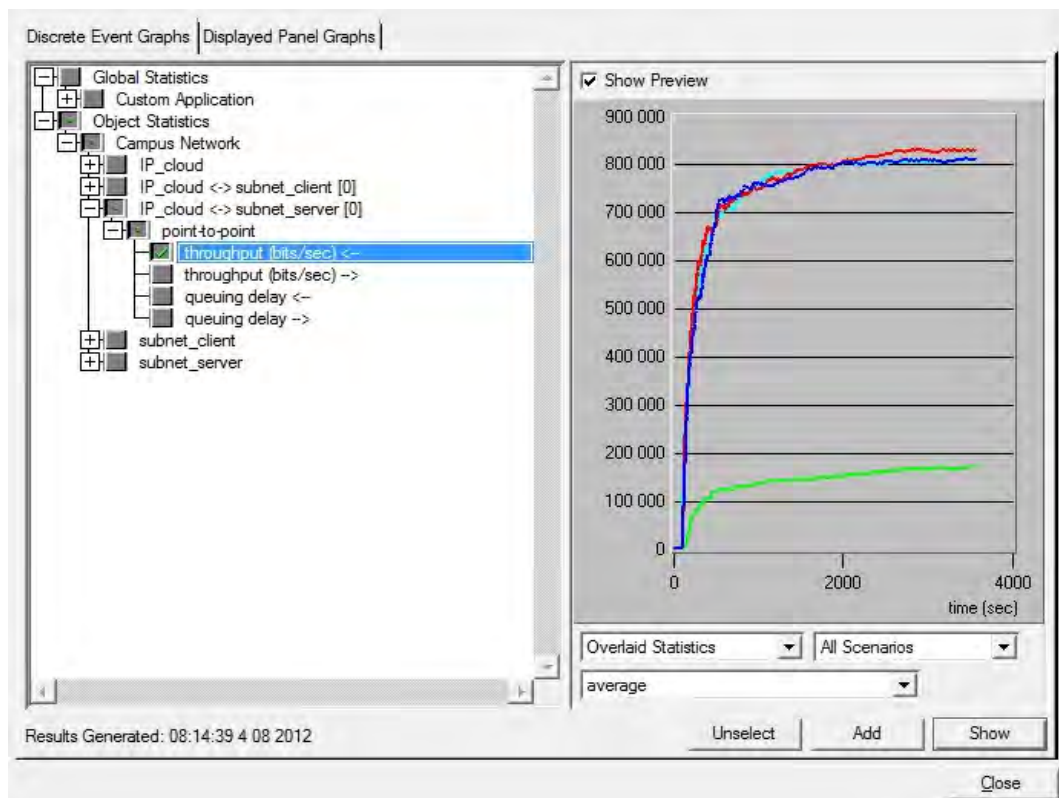 Discrete Event Graphs Displayed Panel Graphs
Global Statistics
Custom Application
Object Statistics
Campus Network
IP_cloud
IP_cloud <-> subnet_client [0]
IP_cloud <-> subnet_server [0]
point-to-point
throughput (bits/sec) <--
throughput (bits/sec) -->
queuing delay <--
queuing delay -->
subnet_client
subnet_server
Show Preview
900 000
800 000
700 000
600 000
500 000
400 000
300 000
200 000
100 000
0
0 2000 4000
time (sec)
Overlaid Statistics All Scenarios
average
Results Generated: 08:14:39 4 08 2012
Unselect Add Show
Close